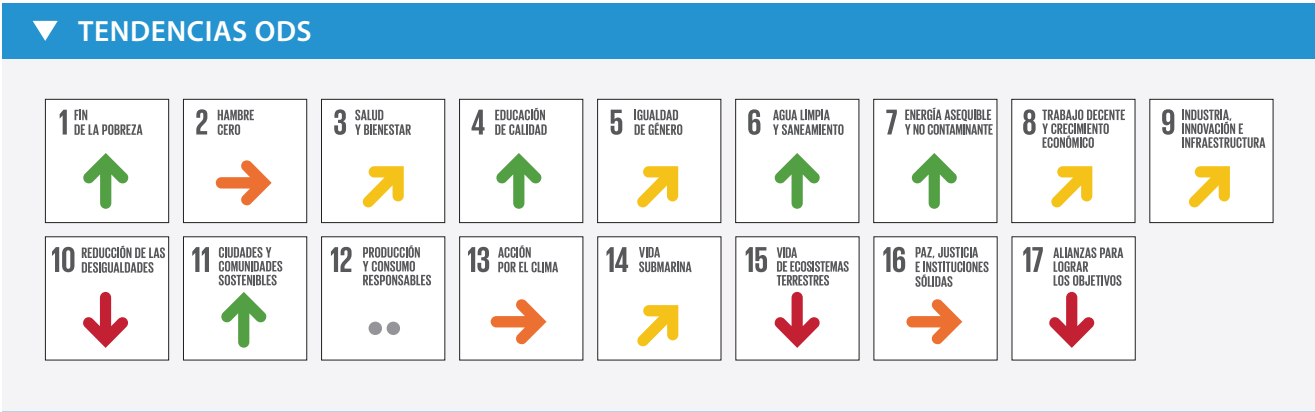 TENDENCIAS ODS
1 FIN
DE LA POBREZA
2 HAMBRE
CERO
3 SALUD
Y BIENESTAR
4 EDUCACIÓN
DE CALIDAD
5 IGUALDAD
DE GÉNERO
6 AGUA LIMPIA
Y SANEAMIENTO
7 ENERGÍA ASEQUIBLE
Y NO CONTAMINANTE
8 TRABAJO DECENTE
Y CRECIMIENTO
ECONÓMICO
9 INDUSTRIA,
INNOVACIÓN E
INFRAESTRUCTURA
10 REDUCCIÓN DE LAS
DESIGUALDADES
11 CIUDADES Y
COMUNIDADES
SOSTENIBLES
12 PRODUCCIÓN
Y CONSUMO
RESPONSABLES
13 ACCIÓN
POR EL CLIMA
14 VIDA
SUBMARINA
15 VIDA
DE ECOSISTEMAS
TERRESTRES
16 PAZ, JUSTICIA
E INSTITUCIONES
SÓLIDAS
17 ALIANZAS PARA
LOGRAR
LOS OBJETIVOS